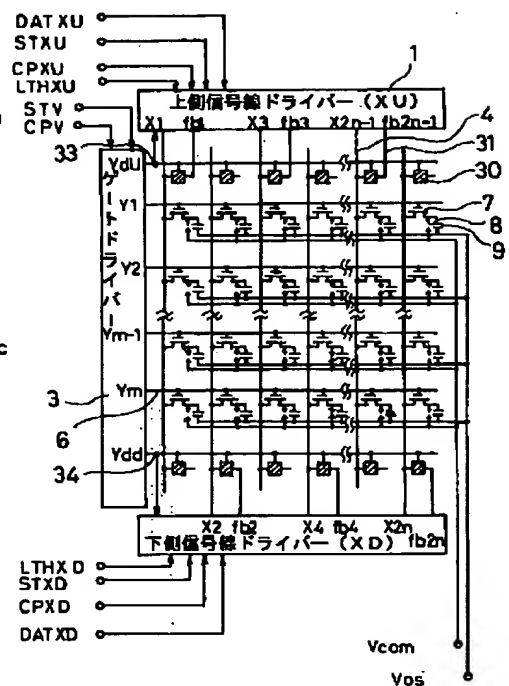 DATXU
STXU
CPXU
LTHXU
STV
CPV
1
上側信号線ドライバー (XU)
X1 fb1 X3 fb3 X2n-1 fb2n-1
4
31
33
30
YdU
ゲートドライバー
Y1
7
8
9
Y2
Ym-1
3
Ym
6
Ydd
34
X2 fb2 X4 fb4 X2n fb2n
下側信号線ドライバー (XD)
LTHXD
STXD
CPXD
DATXD
Vcom
Vos
c